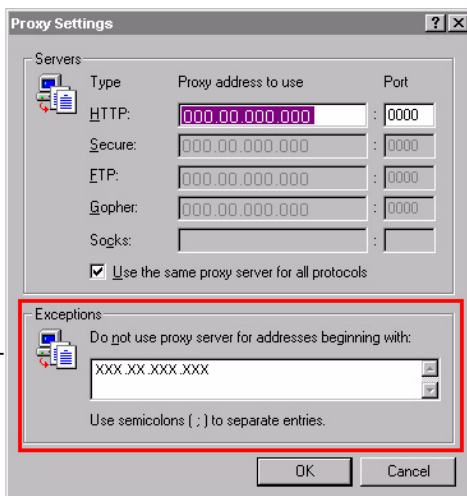 Proxy Settings
Servers
Type Proxy address to use Port
HTTP: 000.00.000.000 : 0000
Secure: 000.00.000.000 : 0000
FTP: 000.00.000.000 : 0000
Gopher: 000.00.000.000 : 0000
Socks: :
Use the same proxy server for all protocols
Exceptions
Do not use proxy server for addresses beginning with:
XXX.XX.XXX.XXX
Use semicolons ( ; ) to separate entries.
OK Cancel